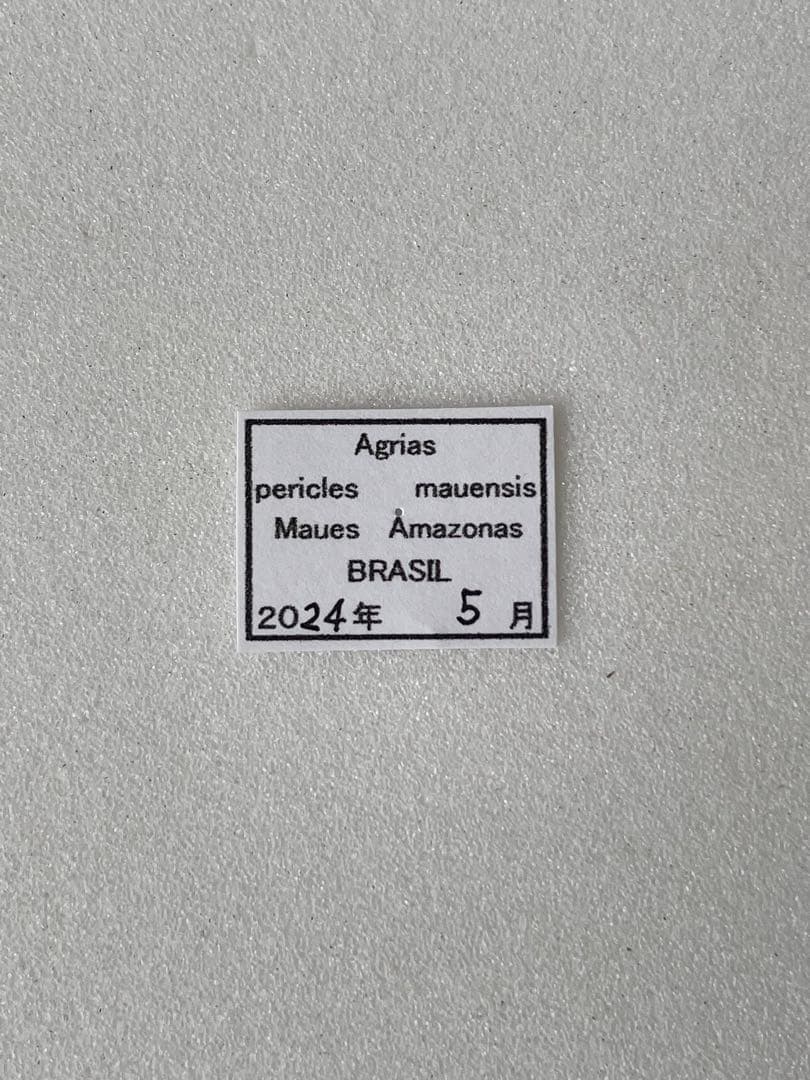 Agrias
pericles mauensis
Maues Amazonas
BRASIL
2024年 5月